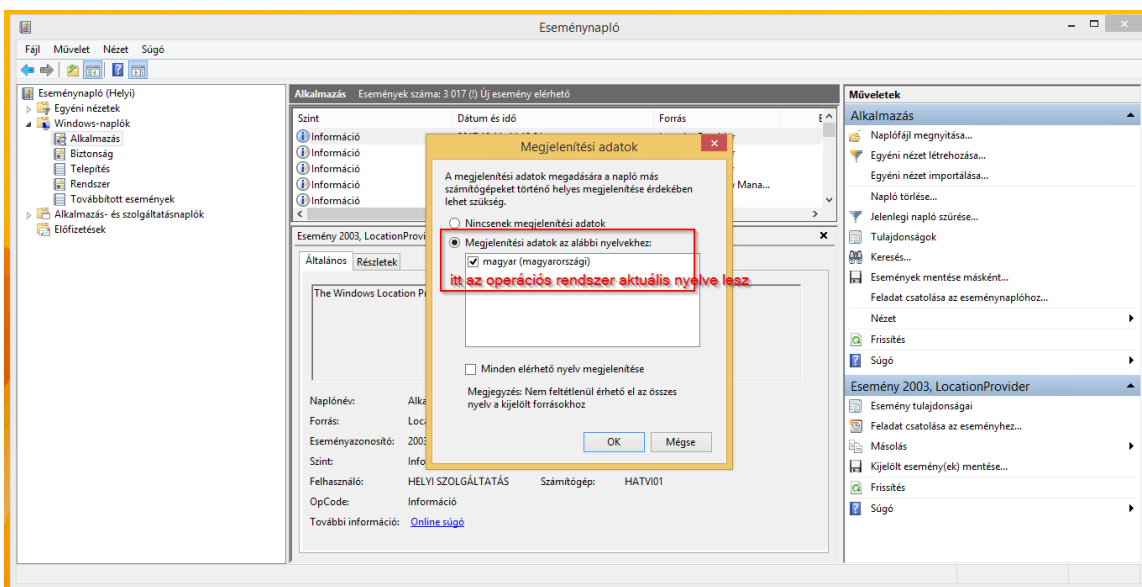 Eseménynapló
Fájl Művelet Nézet Súgó
Eseménynapló (Helyi)
Egyéni nézetek
Windows-naplók
Alkalmazás
Biztonság
Telepítés
Rendszer
Továbbított események
Alkalmazás- és szolgáltatásnaplók
Előfizetések
Alkalmazás Események száma: 3 017 (!) Új esemény elérhető
Szint Dátum és idő Forrás
Információ
Információ
Információ
Információ Mana...
Információ
Esemény 2003, LocationProvi
Általános Részletek
The Windows Location
Naplónév: Alka
Forrás: Loca
Eseményazonosító: 2003
Szint: Info
Felhasználó: HELYI SZOLGÁLTATÁS Számítógép: HATVI01
OpCode: Információ
További információ: Online súgó
Megjelenítési adatok
A megjelenítési adatok megadására a napló más
számítógépeket történő helyes megjelenítése érdekében
lehet szükség.
Nincsenek megjelenítési adatok
Megjelenítési adatok az alábbi nyelvekhez:
magyar (magyarországi)
itt az operációs rendszer aktuális nyelve lesz
Minden elérhető nyelv megjelenítése
Megjegyzés: Nem feltétlenül érhető el az összes
nyelv a kijelölt forrásokhoz
OK Mégse
Műveletek
Alkalmazás
Naplófájl megnyitása...
Egyéni nézet létrehozása...
Egyéni nézet importálása...
Napló törlése...
Jelenlegi napló szűrése...
Tulajdonságok
Keresés...
Események mentése másként...
Feladat csatolása az eseménynaplóhoz...
Nézet
Frissítés
Súgó
Esemény 2003, LocationProvider
Esemény tulajdonságai
Feladat csatolása az eseményhez...
Másolás
Kijelölt esemény(ek) mentése...
Frissítés
Súgó